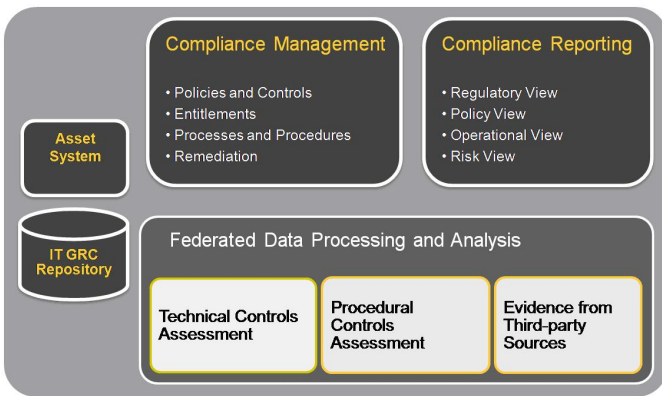 Compliance Management
• Policies and Controls
• Entitlements
• Processes and Procedures
• Remediation
Compliance Reporting
• Regulatory View
• Policy View
• Operational View
• Risk View
Asset
System
IT GRC
Repository
Federated Data Processing and Analysis
Technical Controls
Assessment
Procedural
Controls
Assessment
Evidence from
Third-party
Sources